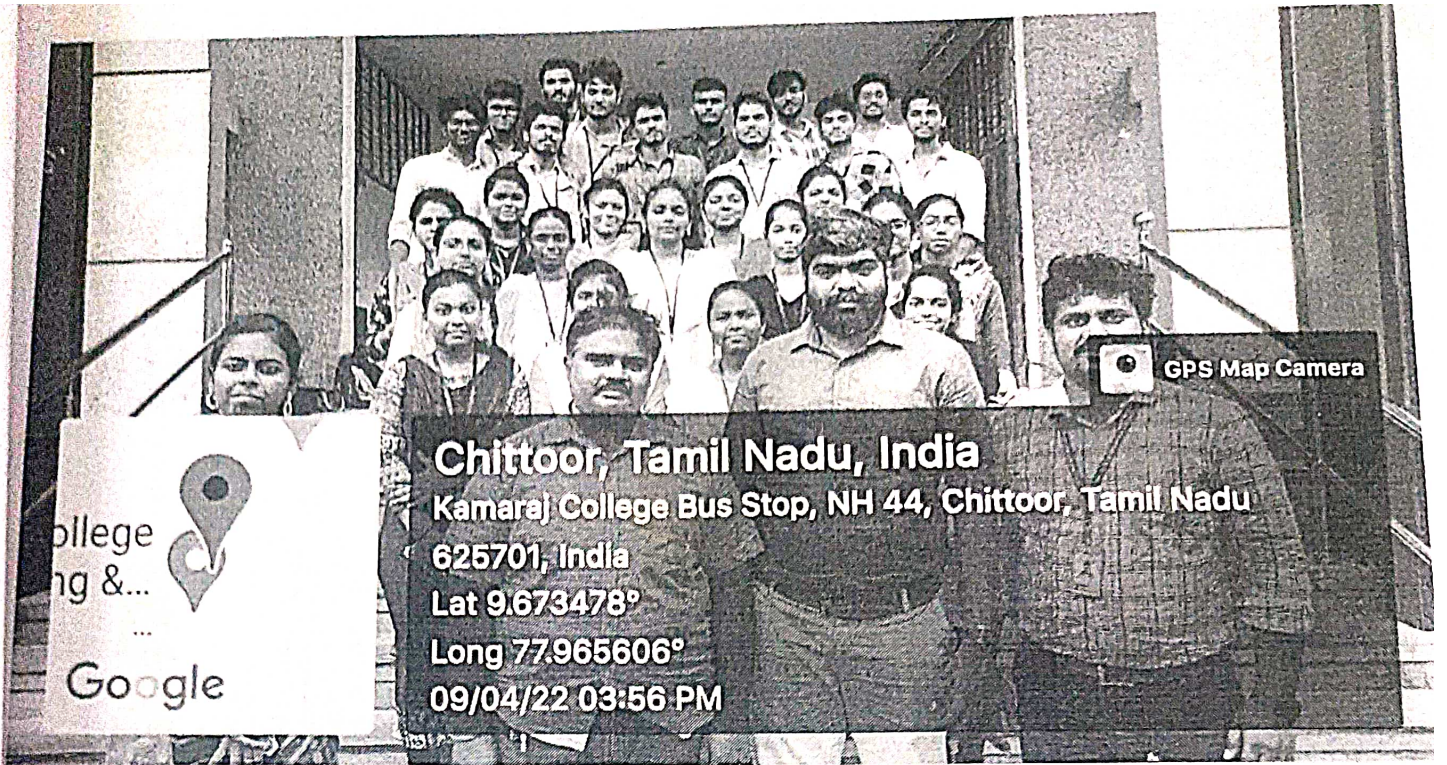 GPS Map Camera
Chittoor, Tamil Nadu, India
Kamaraj College Bus Stop, NH 44, Chittoor, Tamil Nadu
625701, India
Lat 9.673478°
Long 77.965606°
09/04/22 03:56 PM
ollege
ng &...
...
Google